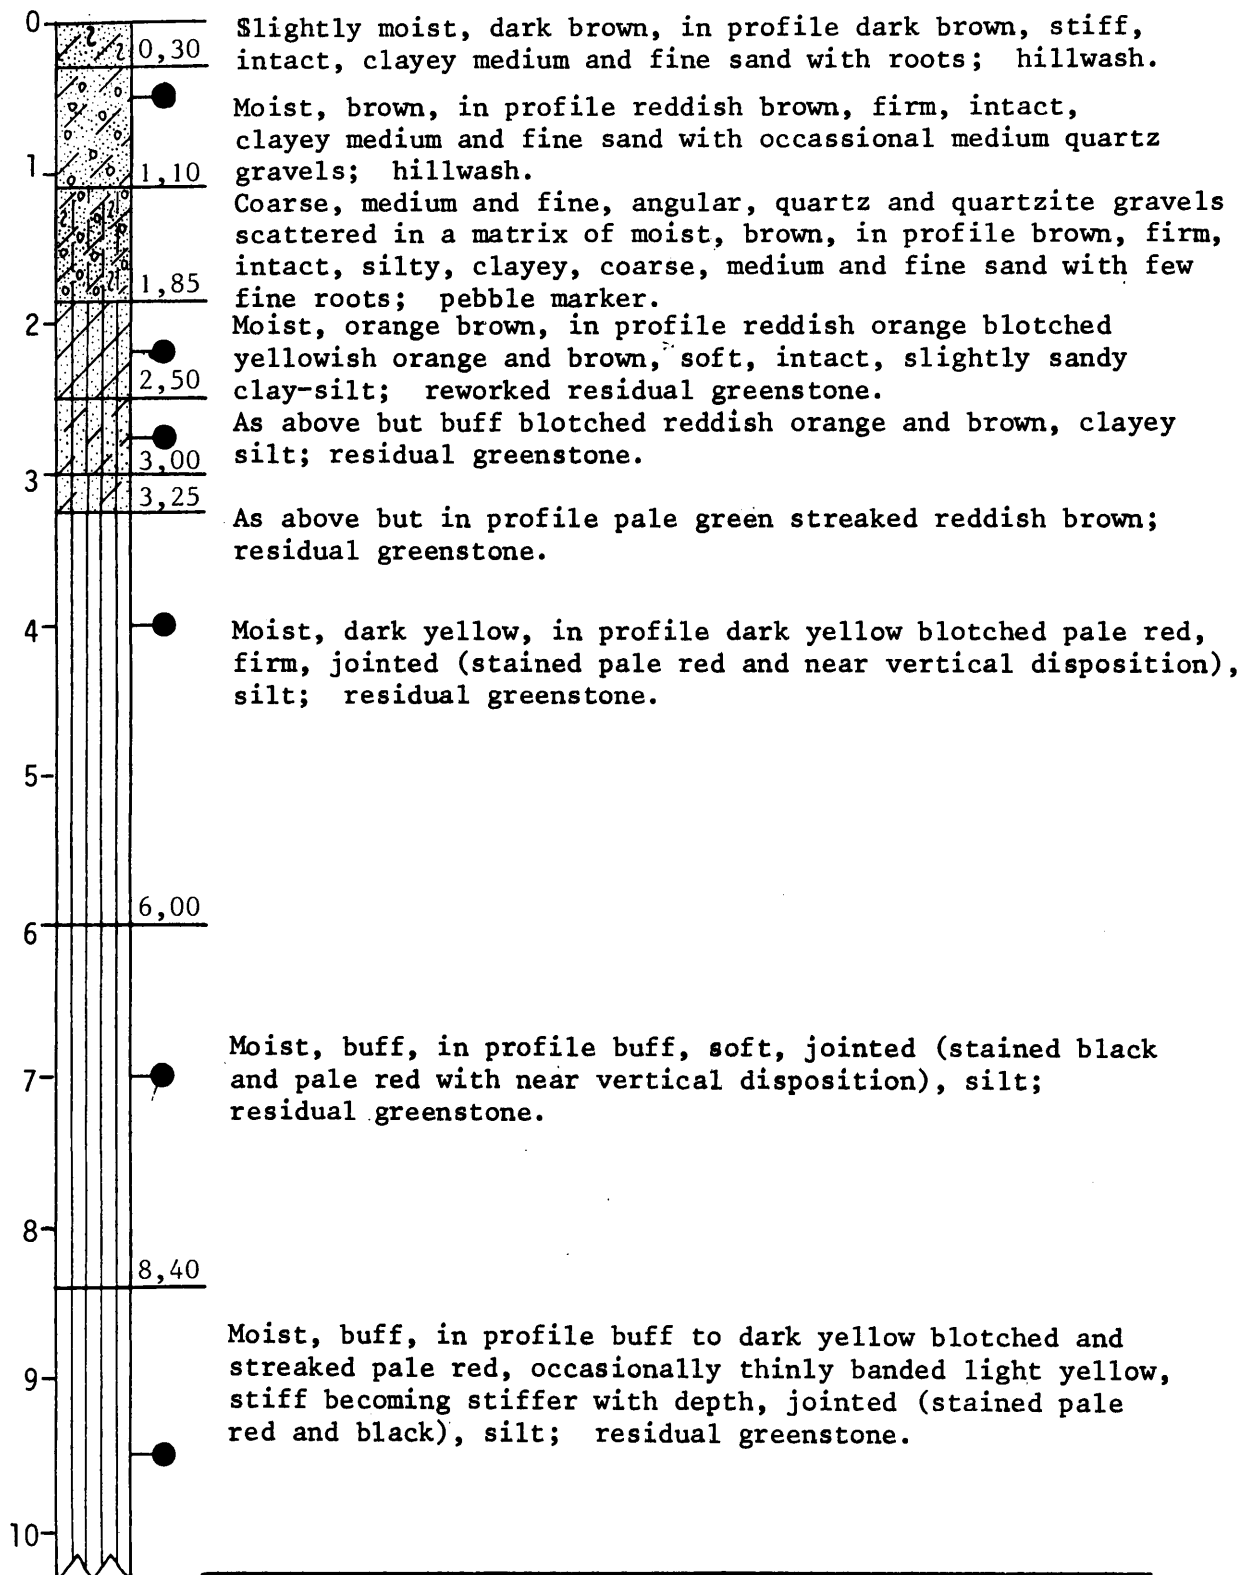 0
Slightly moist, dark brown, in profile dark brown, stiff,
0,30
intact, clayey medium and fine sand with roots; hillwash.
Moist, brown, in profile reddish brown, firm, intact,
clayey medium and fine sand with occassional medium quartz
1
1,10
gravels; hillwash.
Coarse, medium and fine, angular, quartz and quartzite gravels
scattered in a matrix of moist, brown, in profile brown, firm,
intact, silty, clayey, coarse, medium and fine sand with few
1,85
fine roots; pebble marker.
2
Moist, orange brown, in profile reddish orange blotched
yellowish orange and brown, soft, intact, slightly sandy
2,50
clay-silt; reworked residual greenstone.
As above but buff blotched reddish orange and brown, clayey
3,00
silt; residual greenstone.
3
3,25
As above but in profile pale green streaked reddish brown;
residual greenstone.
4
Moist, dark yellow, in profile dark yellow blotched pale red,
firm, jointed (stained pale red and near vertical disposition),
silt; residual greenstone.
5
6,00
6
Moist, buff, in profile buff, soft, jointed (stained black
7
and pale red with near vertical disposition), silt;
residual greenstone.
8
8,40
Moist, buff, in profile buff to dark yellow blotched and
streaked pale red, occasionally thinly banded light yellow,
9
stiff becoming stiffer with depth, jointed (stained pale
red and black), silt; residual greenstone.
10